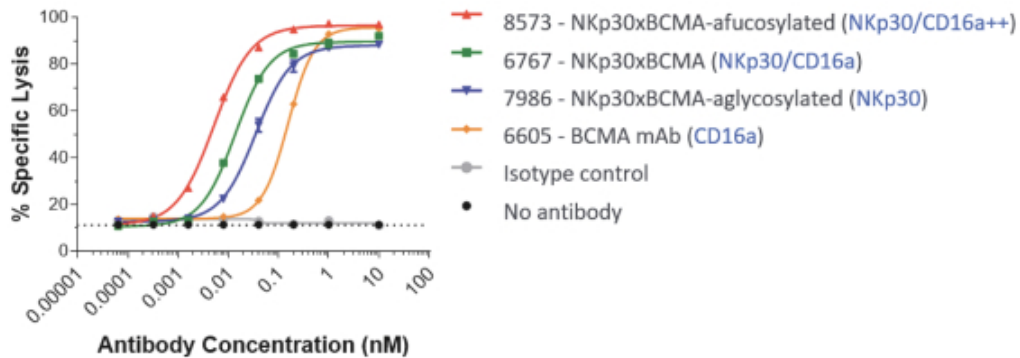 % Specific Lysis
100
80
60
40
20
0
0.00001
0.0001
0.001
0.01
0.1
1
10
100
Antibody Concentration (nM)
8573 - NKp30xBCMA-afucosylated (NKp30/CD16a++)
6767 - NKp30xBCMA (NKp30/CD16a)
7986 - NKp30xBCMA-aglycosylated (NKp30)
6605 - BCMA mAb (CD16a)
Isotype control
No antibody